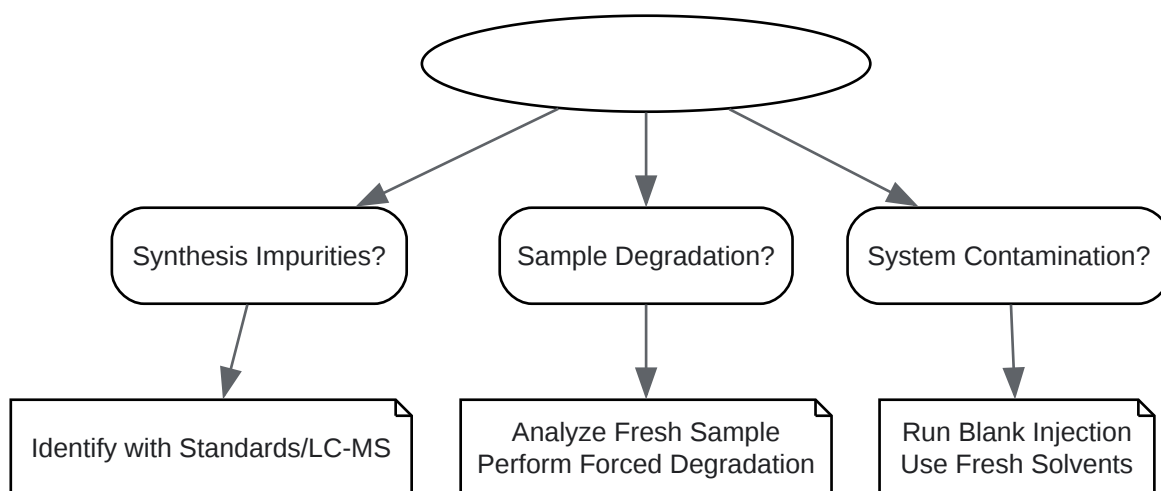 Synthesis Impurities?
Sample Degradation?
System Contamination?
Identify with Standards/LC-MS
Analyze Fresh Sample
Perform Forced Degradation
Run Blank Injection
Use Fresh Solvents